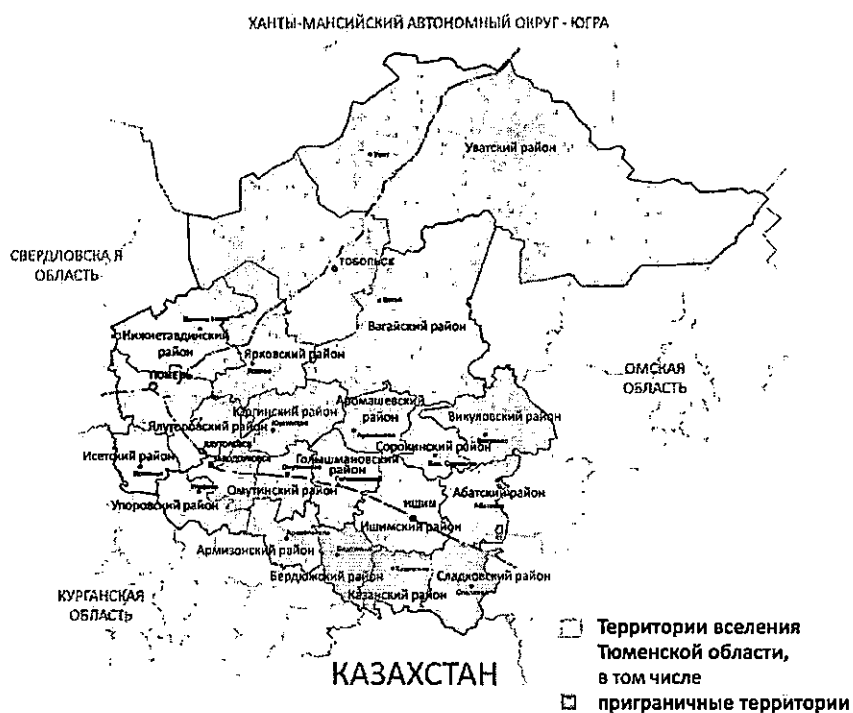 ХАНТЫ-МАНСИЙСКИЙ АВТОНОМНЫЙ ОКРУГ - ЮГРА
Уватский район
Уват
СВЕРДЛОВСКАЯ
ОБЛАСТЬ
ТОБОЛЬСК
Вагай
Вагайский район
Нижнетавдинский
район
Ярковский район
Ярково
ТЮМЕНЬ
ОМСКАЯ
ОБЛАСТЬ
Аромашевский
район
Юргинский район
Викуловский район
Ялуторовский район
Сорокинский район
Исетский район
Голышмановский
район
Абатский район
Омутинский район
ИШИМ
Упоровский район
Ишимский район
Армизонский район
Бердюжский район
Сладковский район
Казанский район
КУРГАНСКАЯ
ОБЛАСТЬ
КАЗАХСТАН
Территории вселения
Тюменской области,
в том числе
приграничные территории